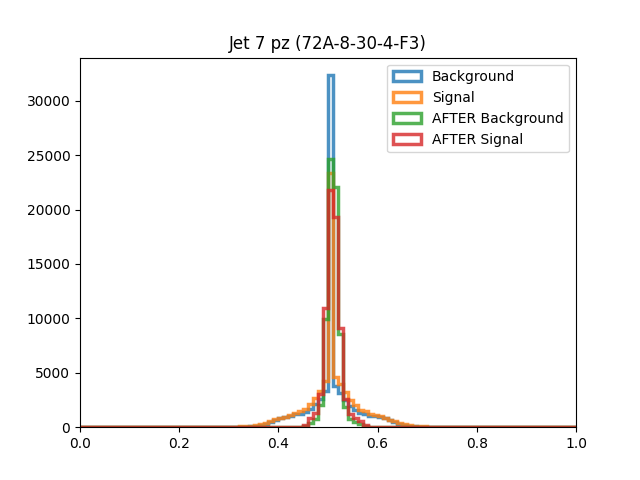 Jet 7 pz (72A-8-30-4-F3)
Background
Signal
AFTER Background
AFTER Signal
30000
25000
20000
15000
10000
5000
0
0.0 0.2 0.4 0.6 0.8 1.0